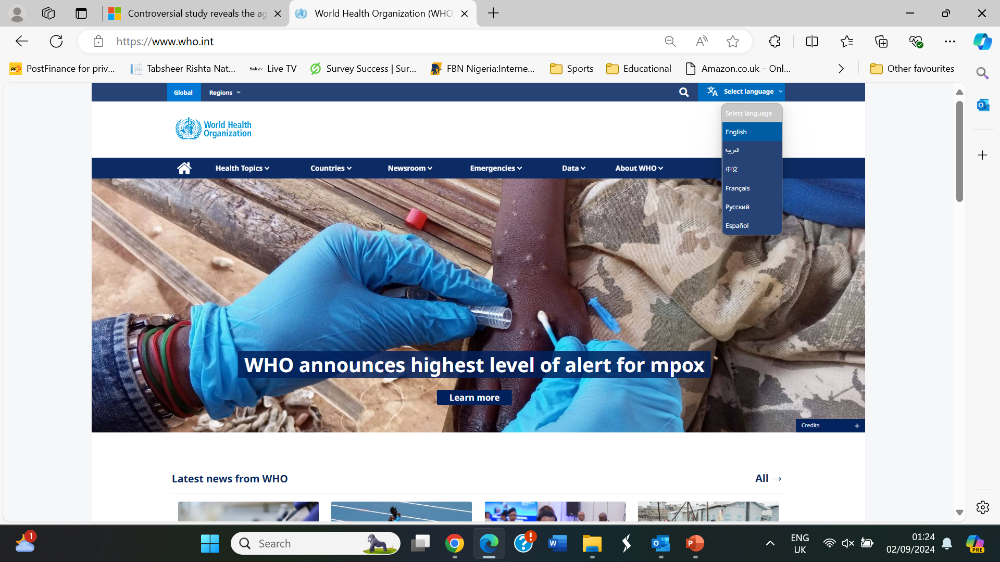 Controversial study reveals the ag
World Health Organization (WHO
https://www.who.int
PostFinance for priv...
Tabsheer Rishta Nat...
Salt.tv
Live TV
Survey Success | Sur...
FBN Nigeria:Interne...
Sports
Educational
Amazon.co.uk – Onl...
Other favourites
Global
Regions
Select language
Select language
English
العربية
中文
Français
Русский
Español
World Health
Organization
Health Topics
Countries
Newsroom
Emergencies
Data
About WHO
WHO announces highest level of alert for mpox
Learn more
Credits +
Latest news from WHO
All →
1
Search
ENG
UK
01:24
02/09/2024
PRE